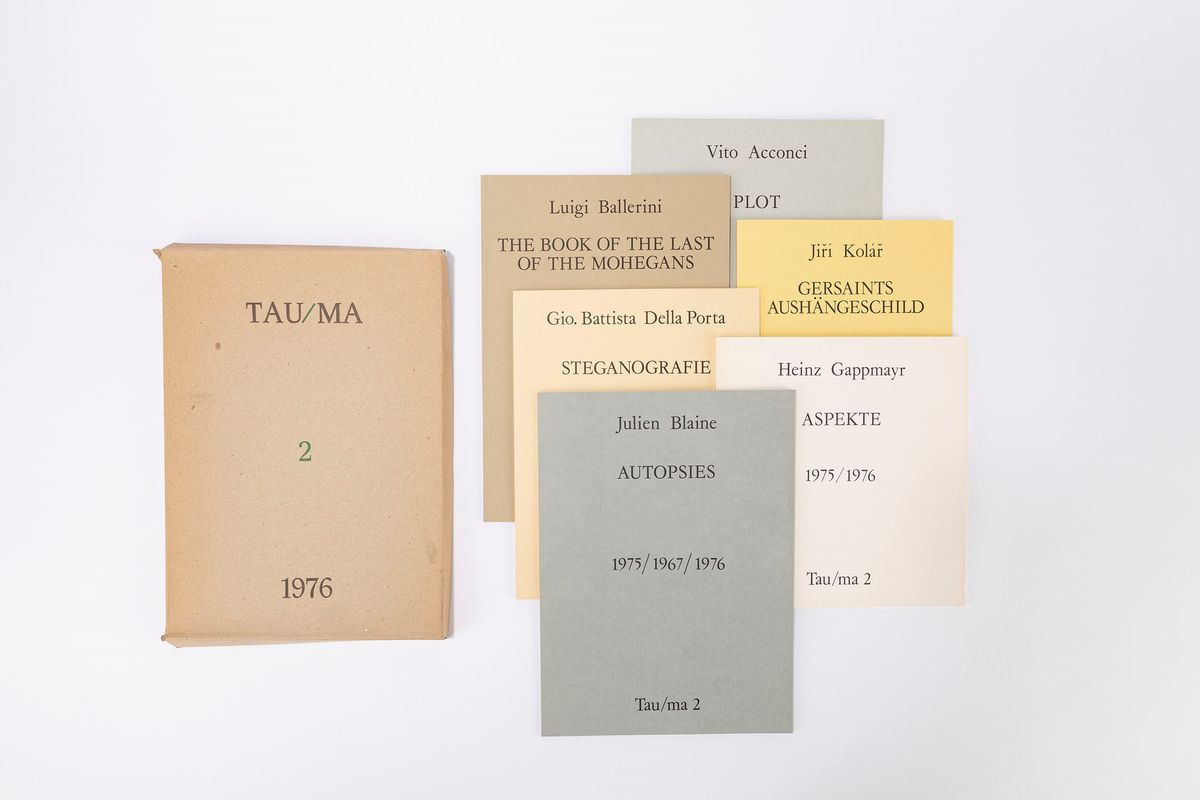 TAU/MA
2
1976
Vito Acconci
PLOT
Luigi Ballerini
THE BOOK OF THE LAST
OF THE MOHEGANS
Jiří Kolář
GERSAINTS
AUSHÄNGESCHILD
Gio. Battista Della Porta
STEGANOGRAFIE
Heinz Gappmayr
ASPEKTE
1975/1976
Tau/ma 2
Julien Blaine
AUTOPSIES
1975/1967/1976
Tau/ma 2